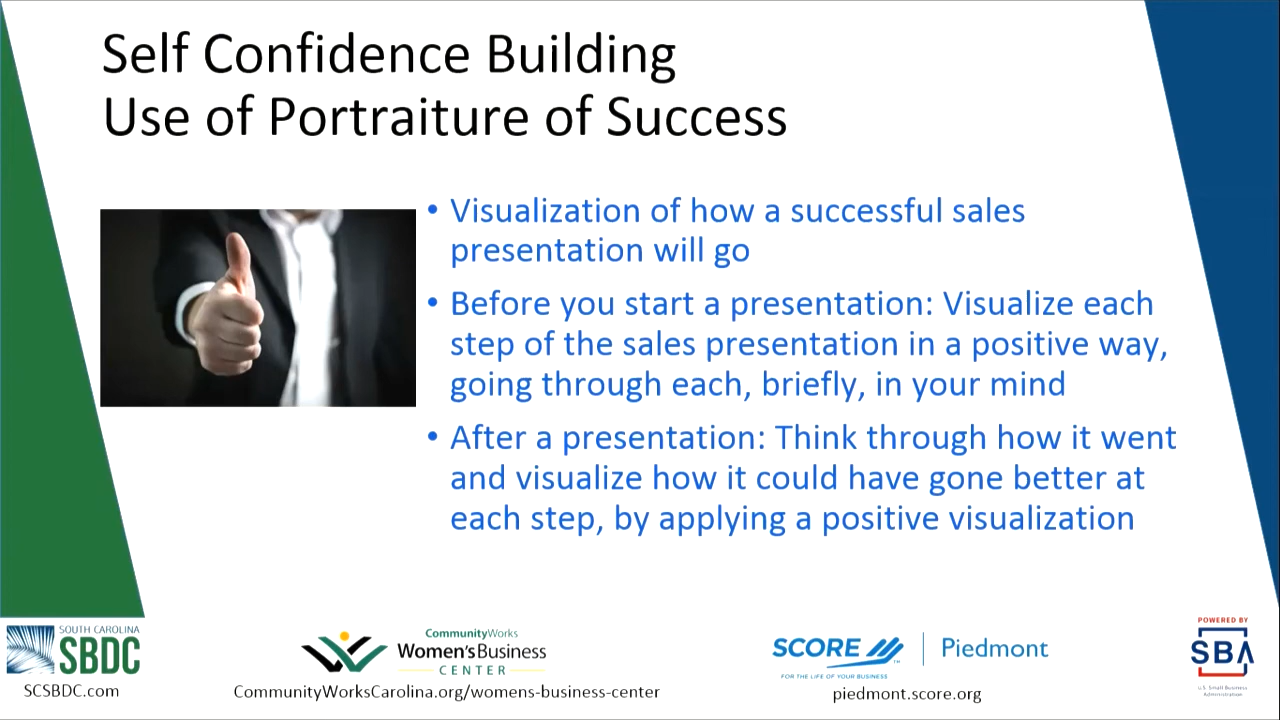 Self Confidence Building
Use of Portraiture of Success
• Visualization of how a successful sales
presentation will go
• Before you start a presentation: Visualize each
step of the sales presentation in a positive way,
going through each, briefly, in your mind
• After a presentation: Think through how it went
and visualize how it could have gone better at
each step, by applying a positive visualization
SOUTH CAROLINA
SBDC
SCSBDC.com
CommunityWorks
Women'sBusiness
CENTER
CommunityWorksCarolina.org/womens-business-center
SCORE
FOR THE LIFE OF YOUR BUSINESS
Piedmont
piedmont.score.org
POWERED BY
SBA
U.S. Small Business
Administration